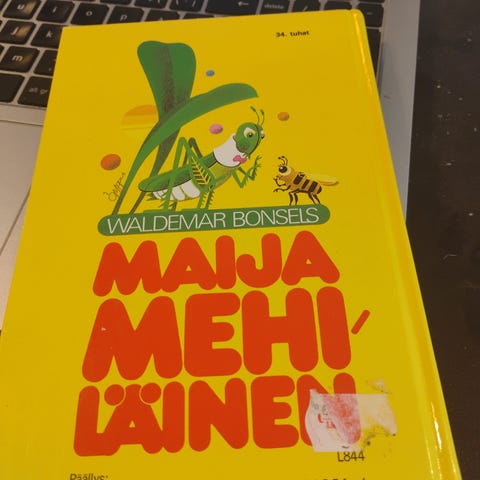 34. tuhat
WALDEMAR BONSELS
MAIJA
MEHI-
LÄINEN
L844
Päällys: